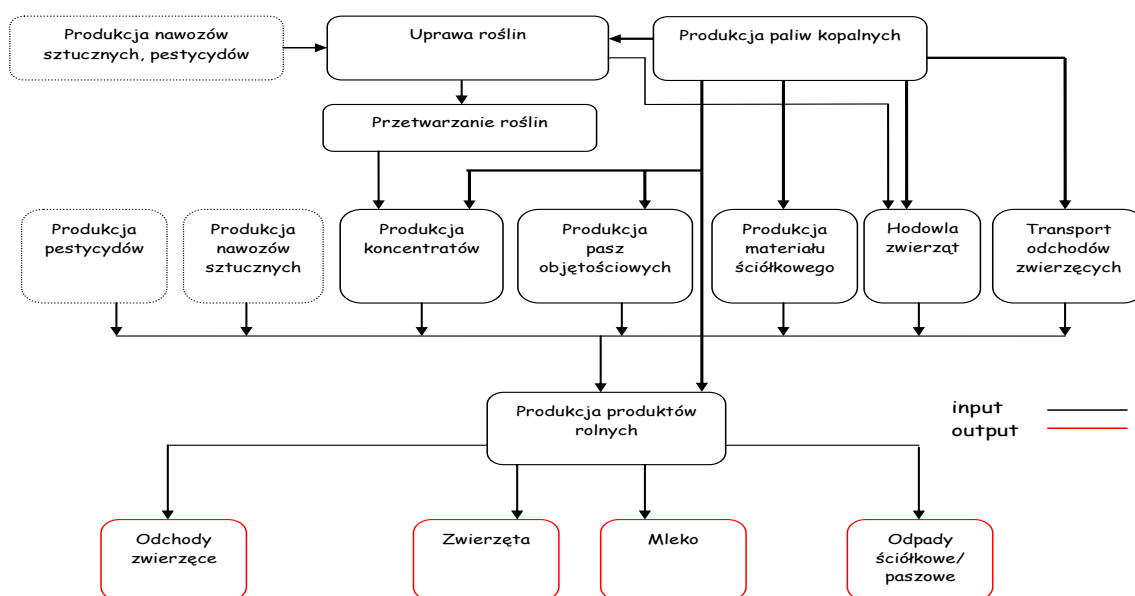 Produkcja nawozów
sztucznych, pestycydów
Uprawa roślin
Produkcja paliw kopalnych
Przetwarzanie roślin
Produkcja
pestycydów
Produkcja
nawozów
sztucznych
Produkcja
koncentratów
Produkcja
pasz
objętościowych
Produkcja
materiału
ściółkowego
Hodowla
zwierząt
Transport
odchodów
zwierzęcych
Produkcja produktów
rolnych
input
output
Odchody
zwierzęce
Zwierzęta
Mleko
Odpady
ściółkowe/
paszowe